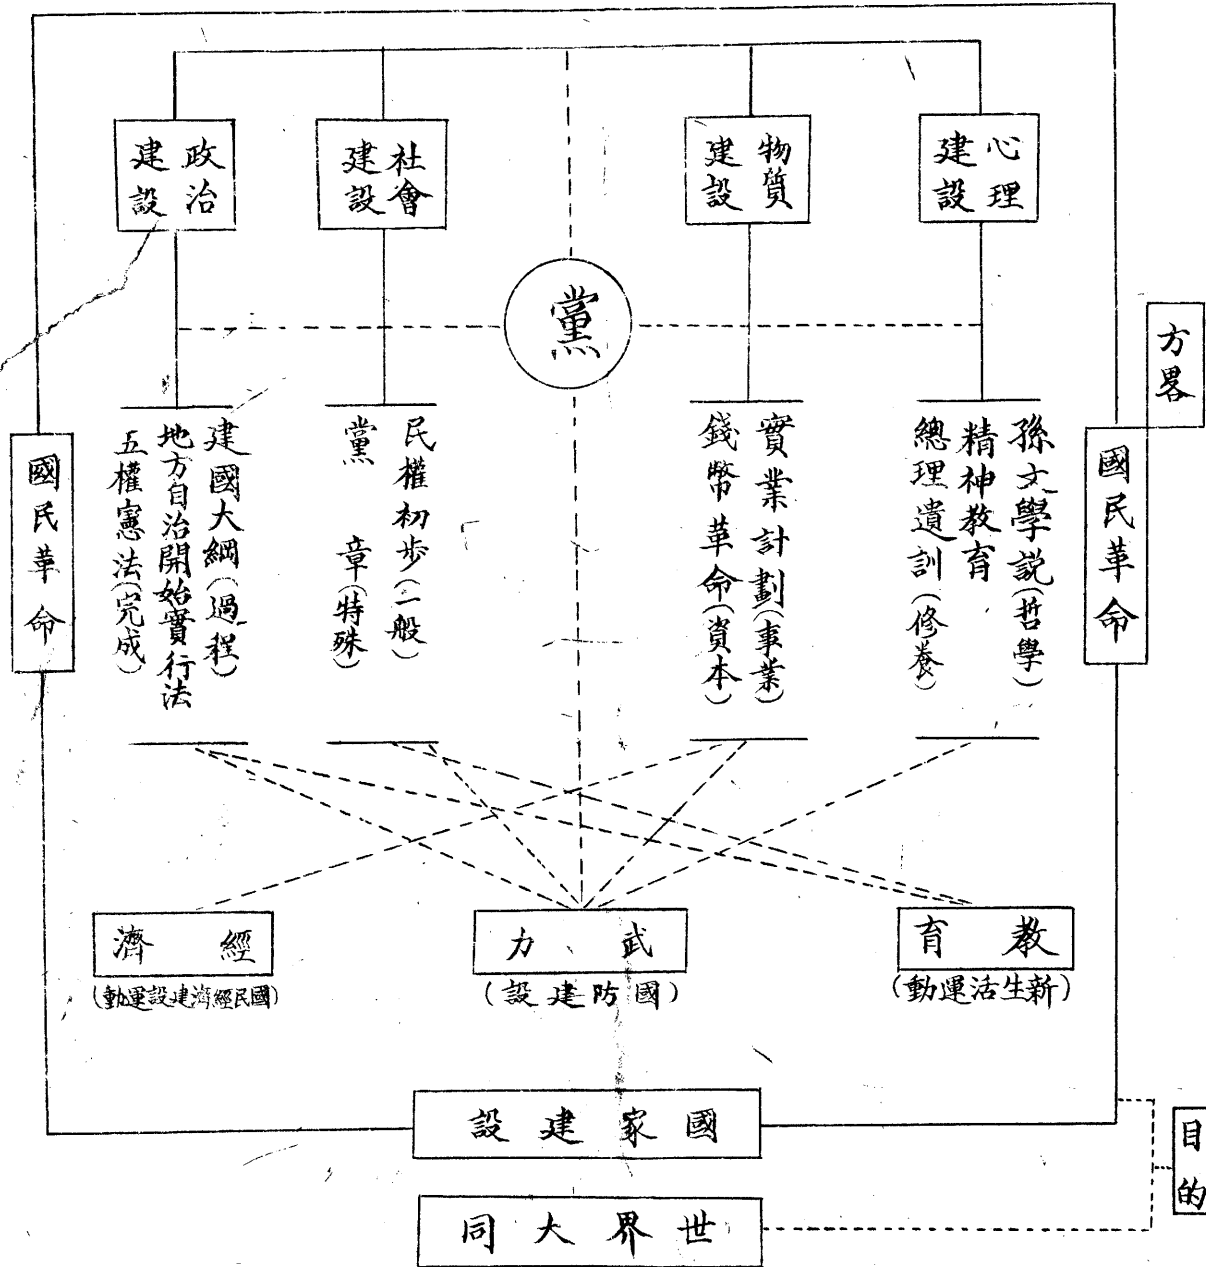 心理
建設
物質
建設
社會
建設
政治
建設
黨
方畧
國民革命
國民革命
孫文學説(哲學)
精神教育
總理遺訓(修養)
實業計劃(事業)
錢幣革命(資本)
民權初步(一般)
黨章(特殊)
建國大綱(過程)
地方自治開始實行法
五權憲法(完成)
教育
(新生活運動)
武力
(國防建設)
經濟
(國民經濟建設運動)
國家建設
世界大同
目的